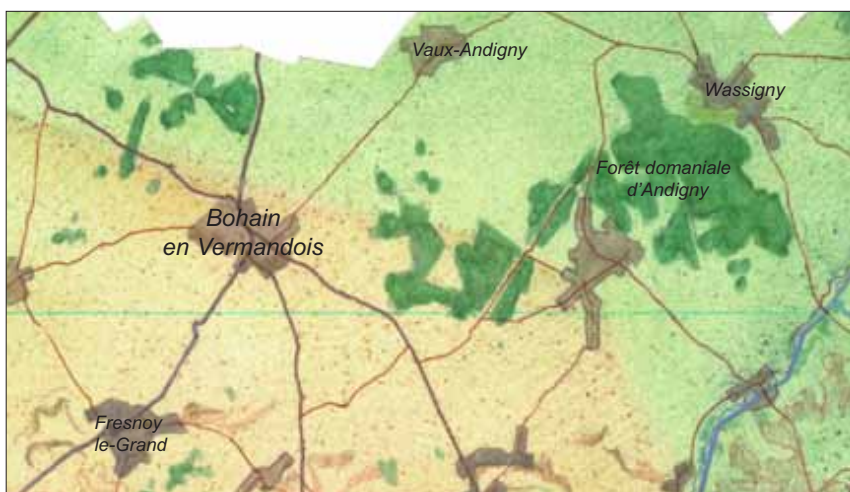 Vaux-Andigny
Wassigny
Forêt domaniale
d'Andigny
Bohain
en Vermandois
Fresnoy
le-Grand